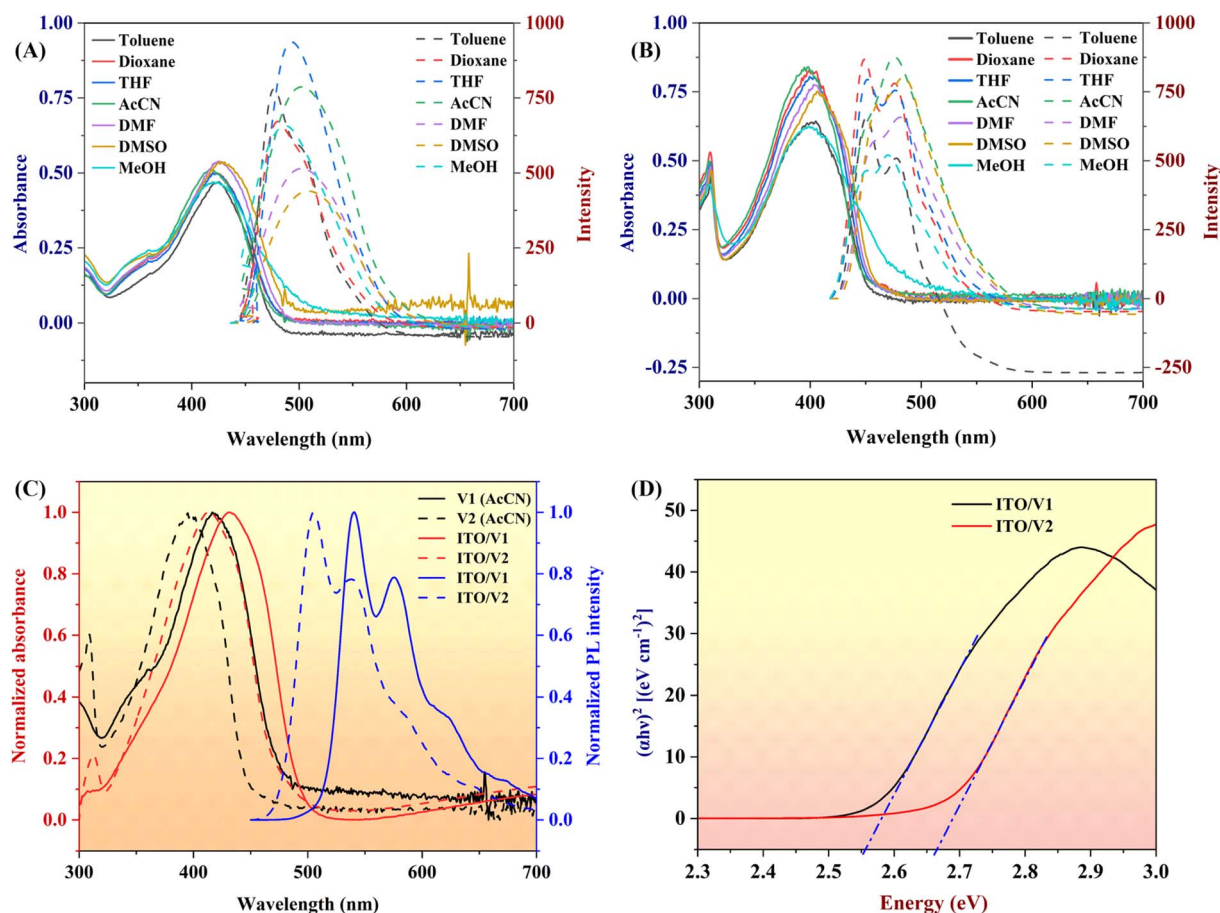 (A)
1.00
0.75
0.50
0.25
0.00
Absorbance
Toluene
Dioxane
THF
AcCN
DMF
DMSO
MeOH
Toluene
Dioxane
THF
AcCN
DMF
DMSO
MeOH
1000
750
500
250
0
Intensity
300 400 500 600 700
Wavelength (nm)
(B)
1.00
0.75
0.50
0.25
0.00
-0.25
Absorbance
Toluene
Dioxane
THF
AcCN
DMF
DMSO
MeOH
Toluene
Dioxane
THF
AcCN
DMF
DMSO
MeOH
1000
750
500
250
0
-250
Intensity
300 400 500 600 700
Wavelength (nm)
(C)
1.0
0.8
0.6
0.4
0.2
0.0
Normalized absorbance
V1 (AcCN)
V2 (AcCN)
ITO/V1
ITO/V2
ITO/V1
ITO/V2
1.0
0.8
0.6
0.4
0.2
0.0
Normalized PL intensity
300 400 500 600 700
Wavelength (nm)
(D)
50
40
30
20
10
0
(αhν)² [(eV cm⁻¹)²]
ITO/V1
ITO/V2
2.3 2.4 2.5 2.6 2.7 2.8 2.9 3.0
Energy (eV)